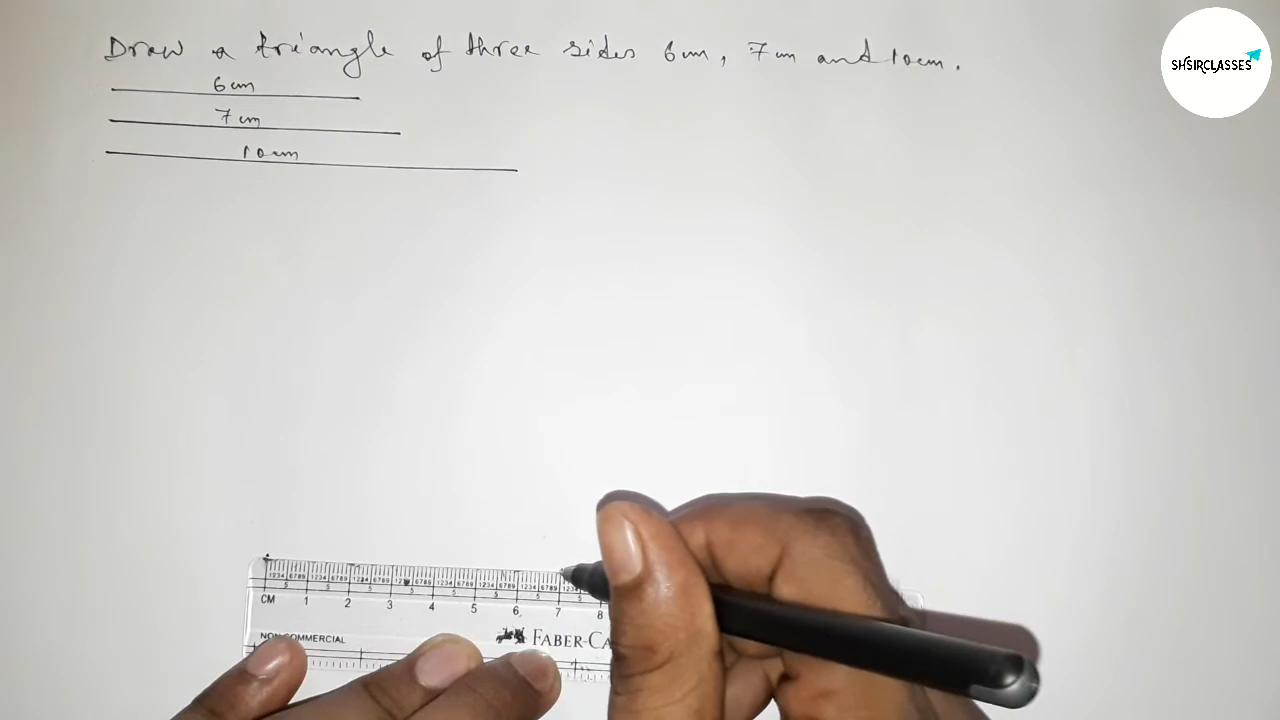 Draw a triangle of three sides 6cm, 7cm and 10cm.
SHSIRCLASSES
6cm
7cm
10cm
CM 1 2 3 4 5 6 7 8
FABER-CA
NON COMMERCIAL